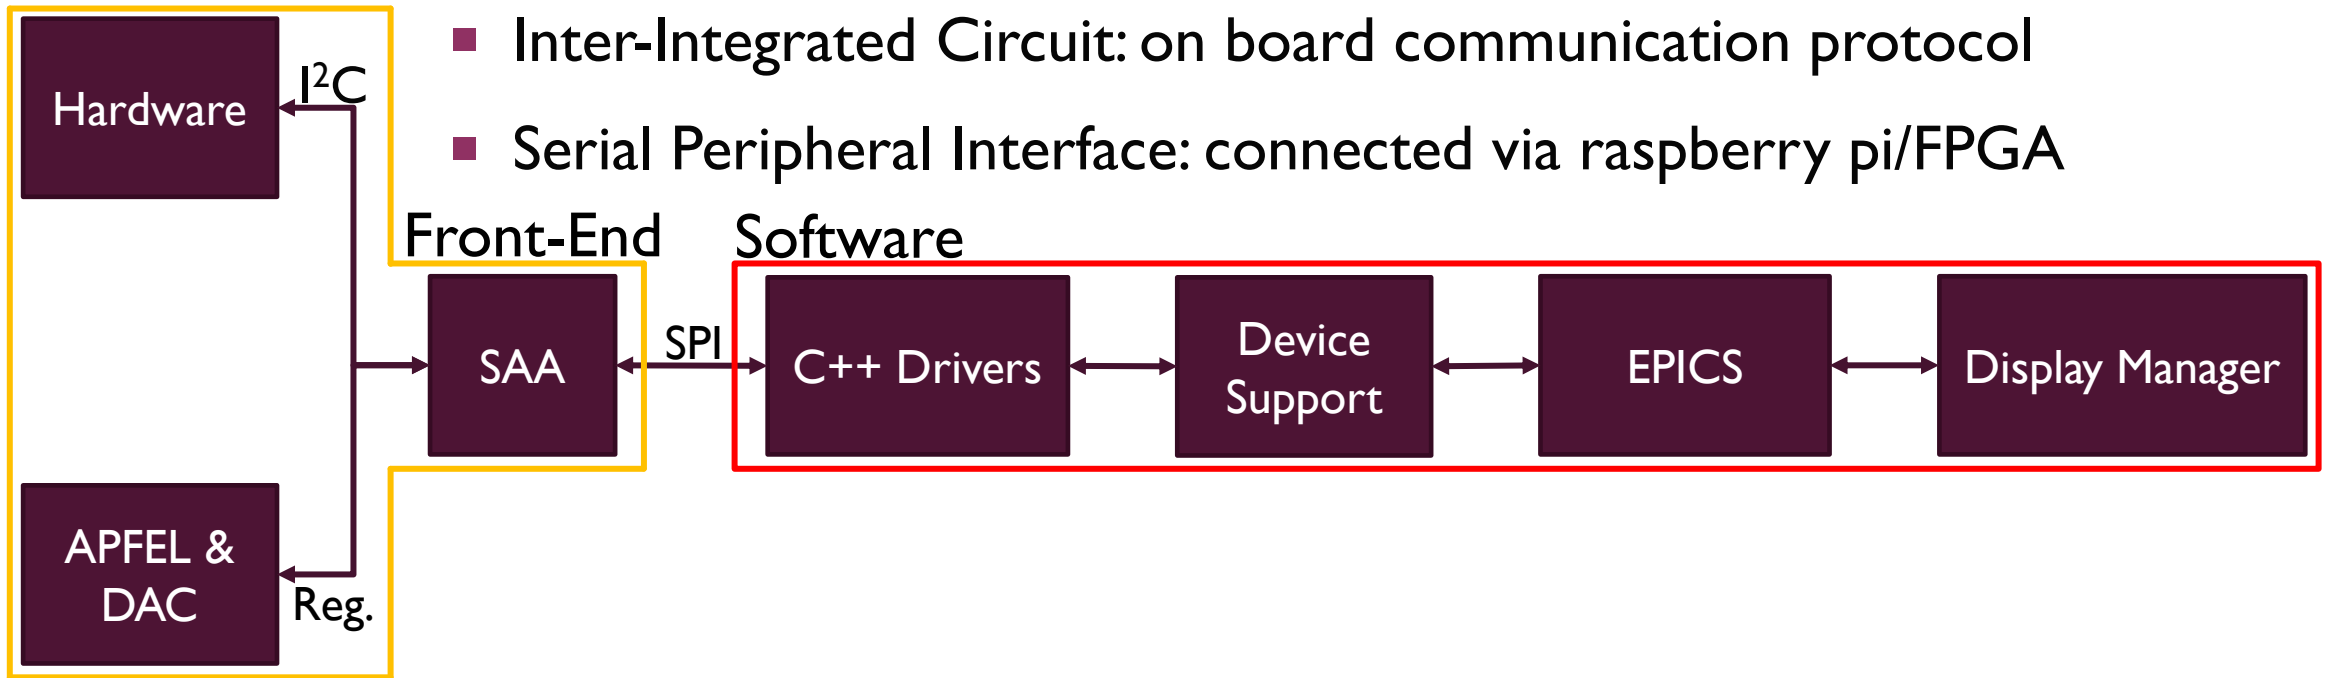 Inter-Integrated Circuit: on board communication protocol
Serial Peripheral Interface: connected via raspberry pi/FPGA
Hardware
I²C
Front-End
Software
SAA
SPI
C++ Drivers
Device
Support
EPICS
Display Manager
APFEL &
DAC
Reg.